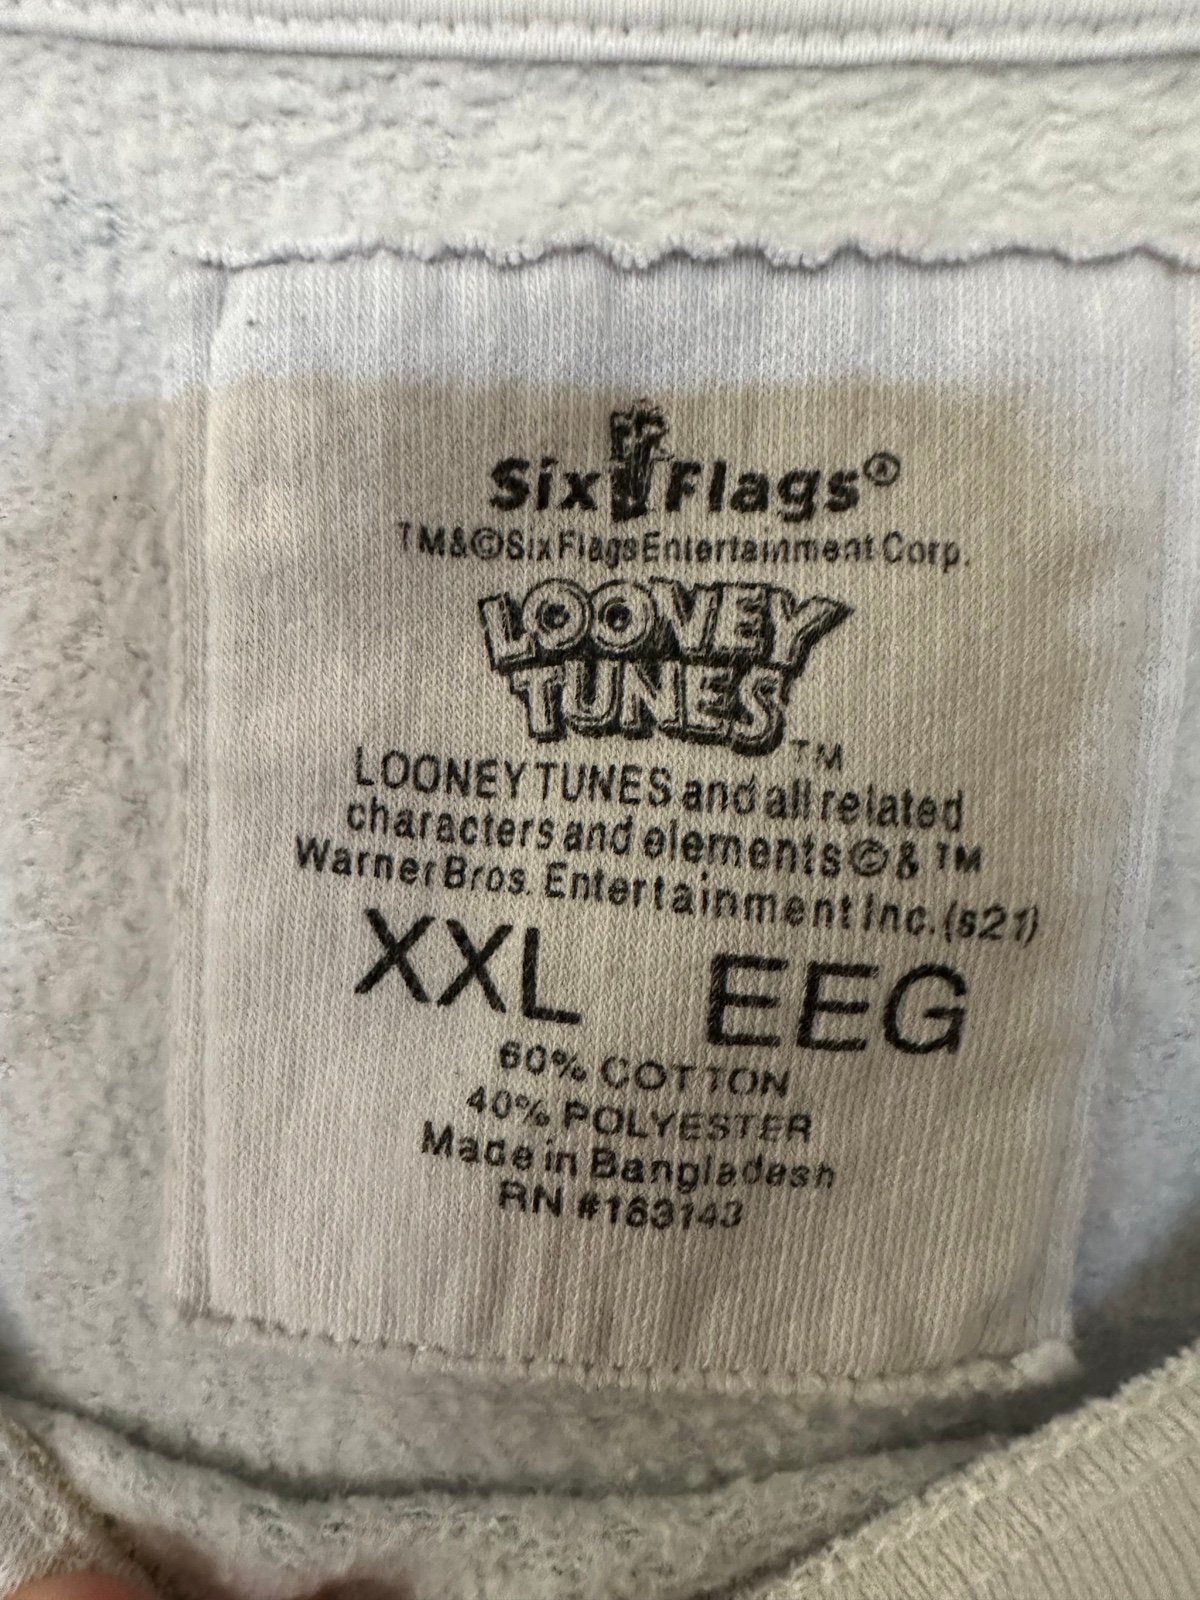 Six Flags®
TM&©Six Flags Entertainment Corp.
LOONEY
TUNES
TM
LOONEY TUNES and all related
characters and elements © & TM
Warner Bros. Entertainment Inc. (s21)
XXL EEG
60% COTTON
40% POLYESTER
Made in Bangladesh
RN #163143